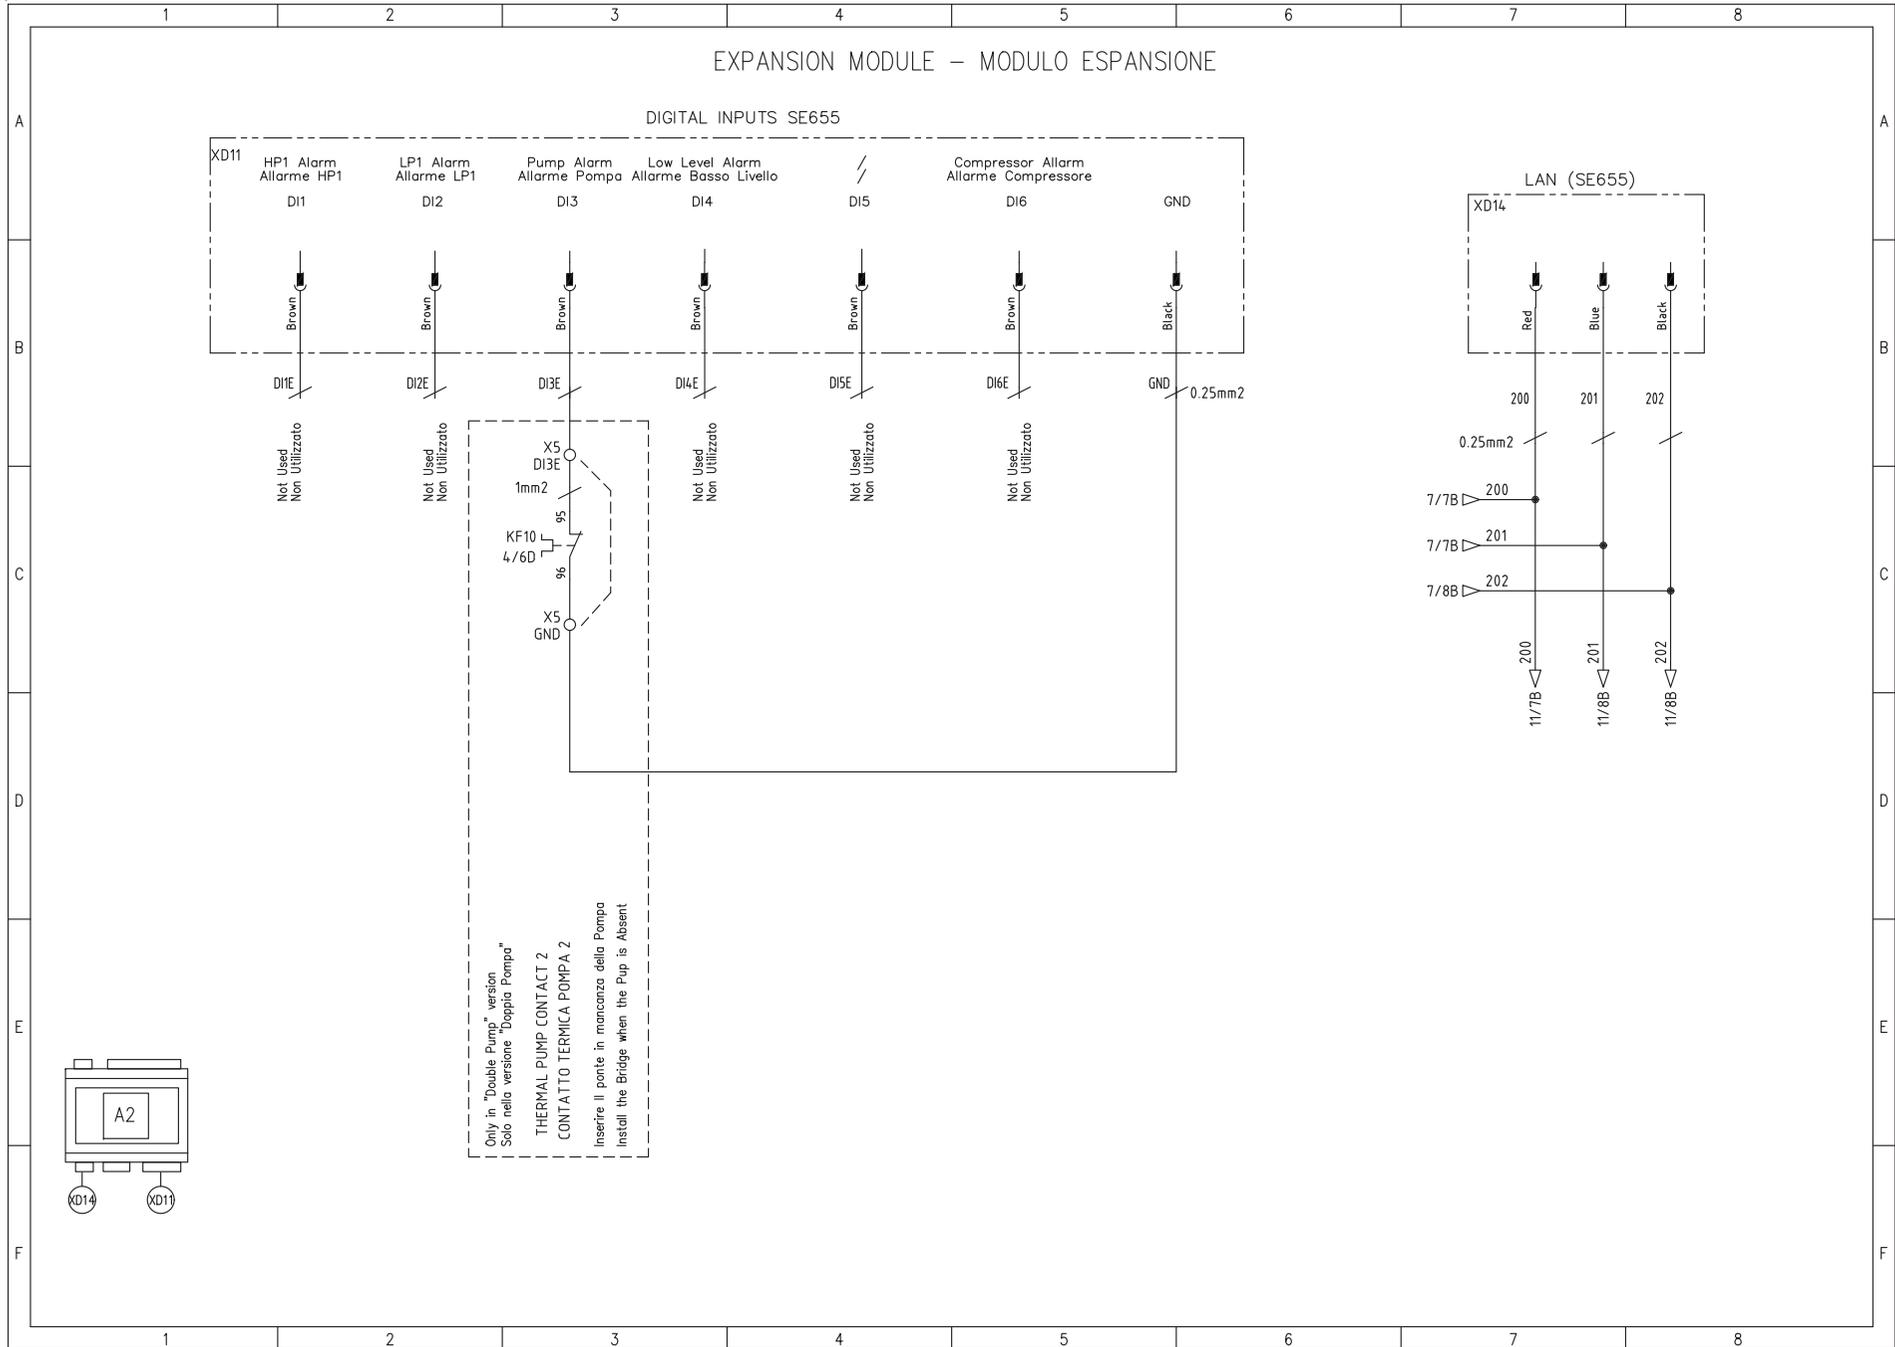 1 2 3 4 5 6 7 8
EXPANSION MODULE - MODULO ESPANSIONE
A A
DIGITAL INPUTS SE655
XD11
HP1 Alarm
Allarme HP1
DI1
LP1 Alarm
Allarme LP1
DI2
Pump Alarm
Allarme Pompa
DI3
Low Level Alarm
Allarme Basso Livello
DI4
/
/
DI5
Compressor Allarm
Allarme Compressore
DI6
GND
LAN (SE655)
XD14
Brown Brown Brown Brown Brown Brown Black
Red Blue Black
B B
DI1E DI2E DI3E DI4E DI5E DI6E GND 0.25mm2
200 201 202
0.25mm2
Not Used
Non Utilizzato
Not Used
Non Utilizzato
Not Used
Non Utilizzato
Not Used
Non Utilizzato
Not Used
Non Utilizzato
X5
DI3E
1mm2
95
KF10
4/6D
96
X5
GND
7/7B 200
7/7B 201
7/8B 202
C C
200 201 202
11/7B 11/8B 11/8B
D D
Only in "Double Pump" version
Solo nella versione "Doppia Pompa"
THERMAL PUMP CONTACT 2
CONTATTO TERMICA POMPA 2
Inserire Il ponte in mancanza della Pompa
Install the Bridge when the Pup is Absent
E E
A2
XD14 XD11
F F
1 2 3 4 5 6 7 8